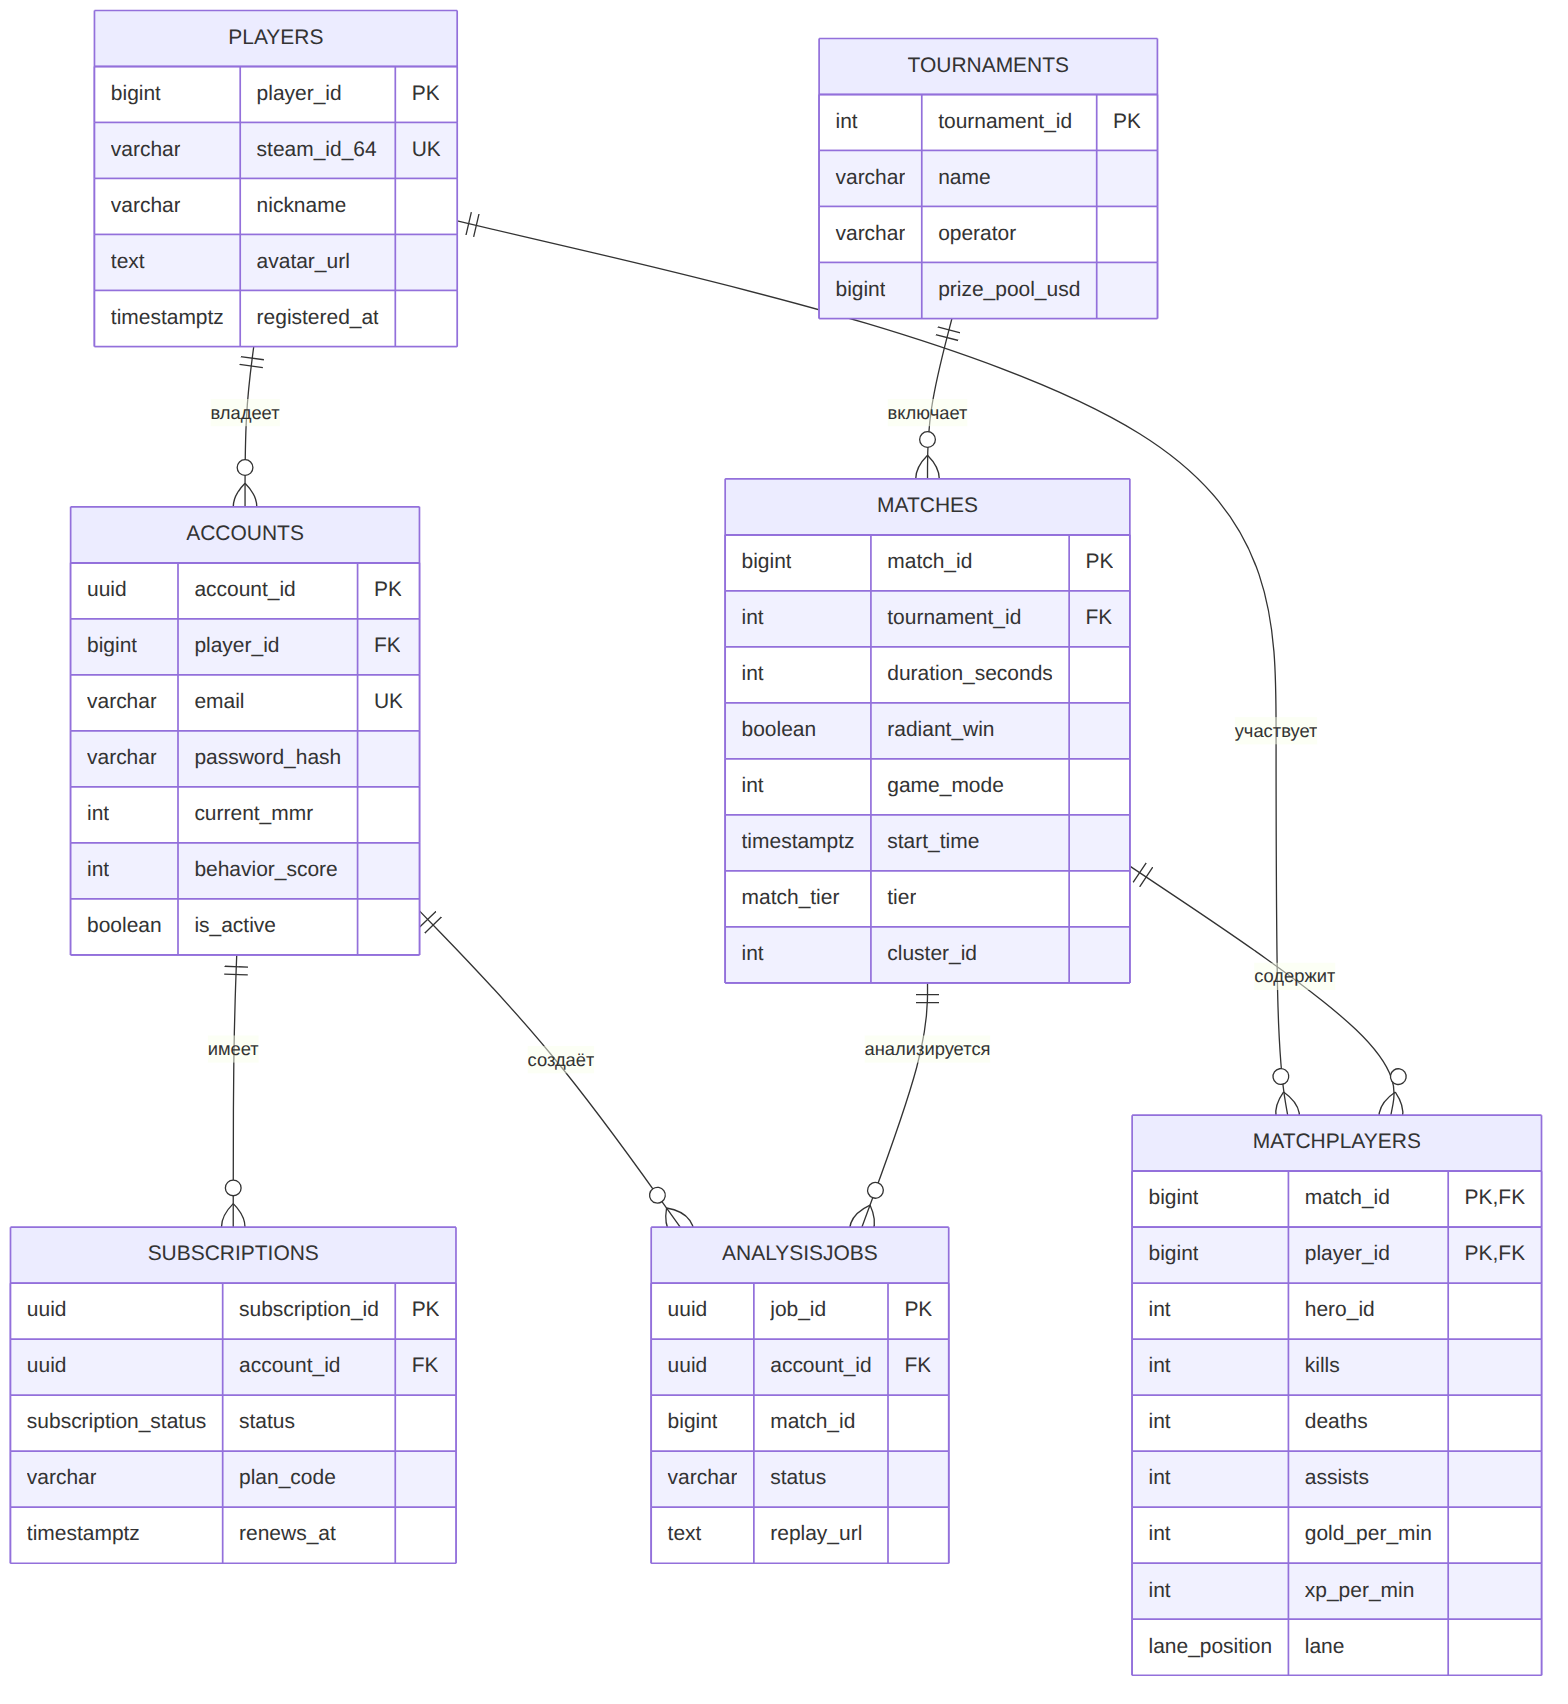 PLAYERS
bigint player_id PK
varchar steam_id_64 UK
varchar nickname
text avatar_url
timestamptz registered_at
TOURNAMENTS
int tournament_id PK
varchar name
varchar operator
bigint prize_pool_usd
владеет
включает
ACCOUNTS
uuid account_id PK
bigint player_id FK
varchar email UK
varchar password_hash
int current_mmr
int behavior_score
boolean is_active
MATCHES
bigint match_id PK
int tournament_id FK
int duration_seconds
boolean radiant_win
int game_mode
timestamptz start_time
match_tier tier
int cluster_id
участвует
содержит
имеет
создаёт
анализируется
SUBSCRIPTIONS
uuid subscription_id PK
uuid account_id FK
subscription_status status
varchar plan_code
timestamptz renews_at
ANALYSISJOBS
uuid job_id PK
uuid account_id FK
bigint match_id
varchar status
text replay_url
MATCHPLAYERS
bigint match_id PK,FK
bigint player_id PK,FK
int hero_id
int kills
int deaths
int assists
int gold_per_min
int xp_per_min
lane_position lane